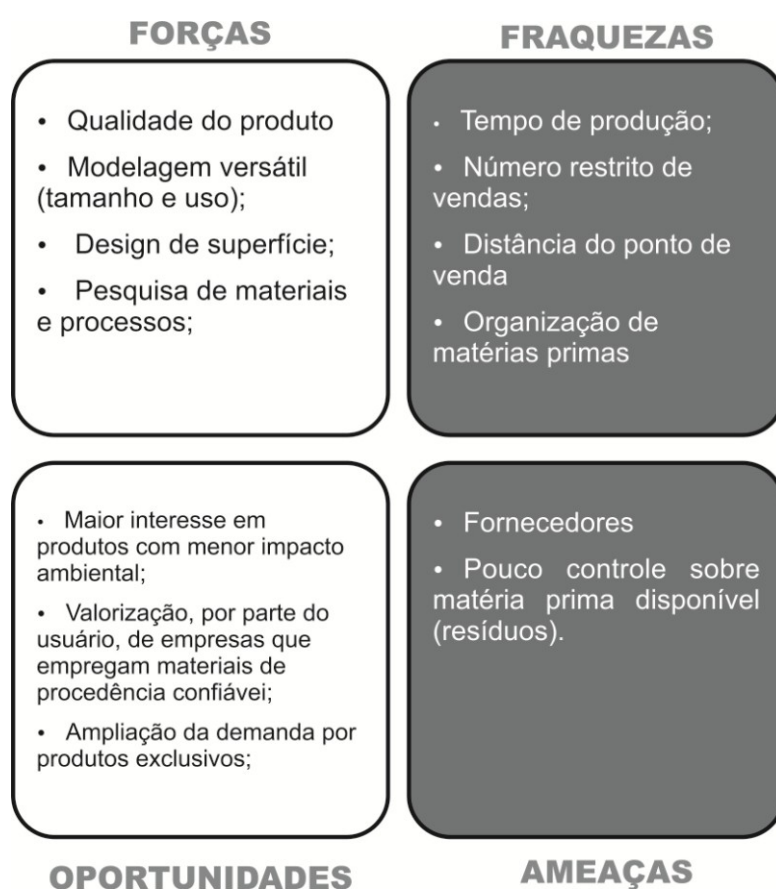 FORÇAS
• Qualidade do produto
• Modelagem versátil
(tamanho e uso);
• Design de superfície;
• Pesquisa de materiais
e processos;
FRAQUEZAS
• Tempo de produção;
• Número restrito de
vendas;
• Distância do ponto de
venda
• Organização de
matérias primas
• Maior interesse em
produtos com menor impacto
ambiental;
• Valorização, por parte do
usuário, de empresas que
empregam materiais de
procedência confiávei;
• Ampliação da demanda por
produtos exclusivos;
OPORTUNIDADES
• Fornecedores
• Pouco controle sobre
matéria prima disponível
(resíduos).
AMEAÇAS